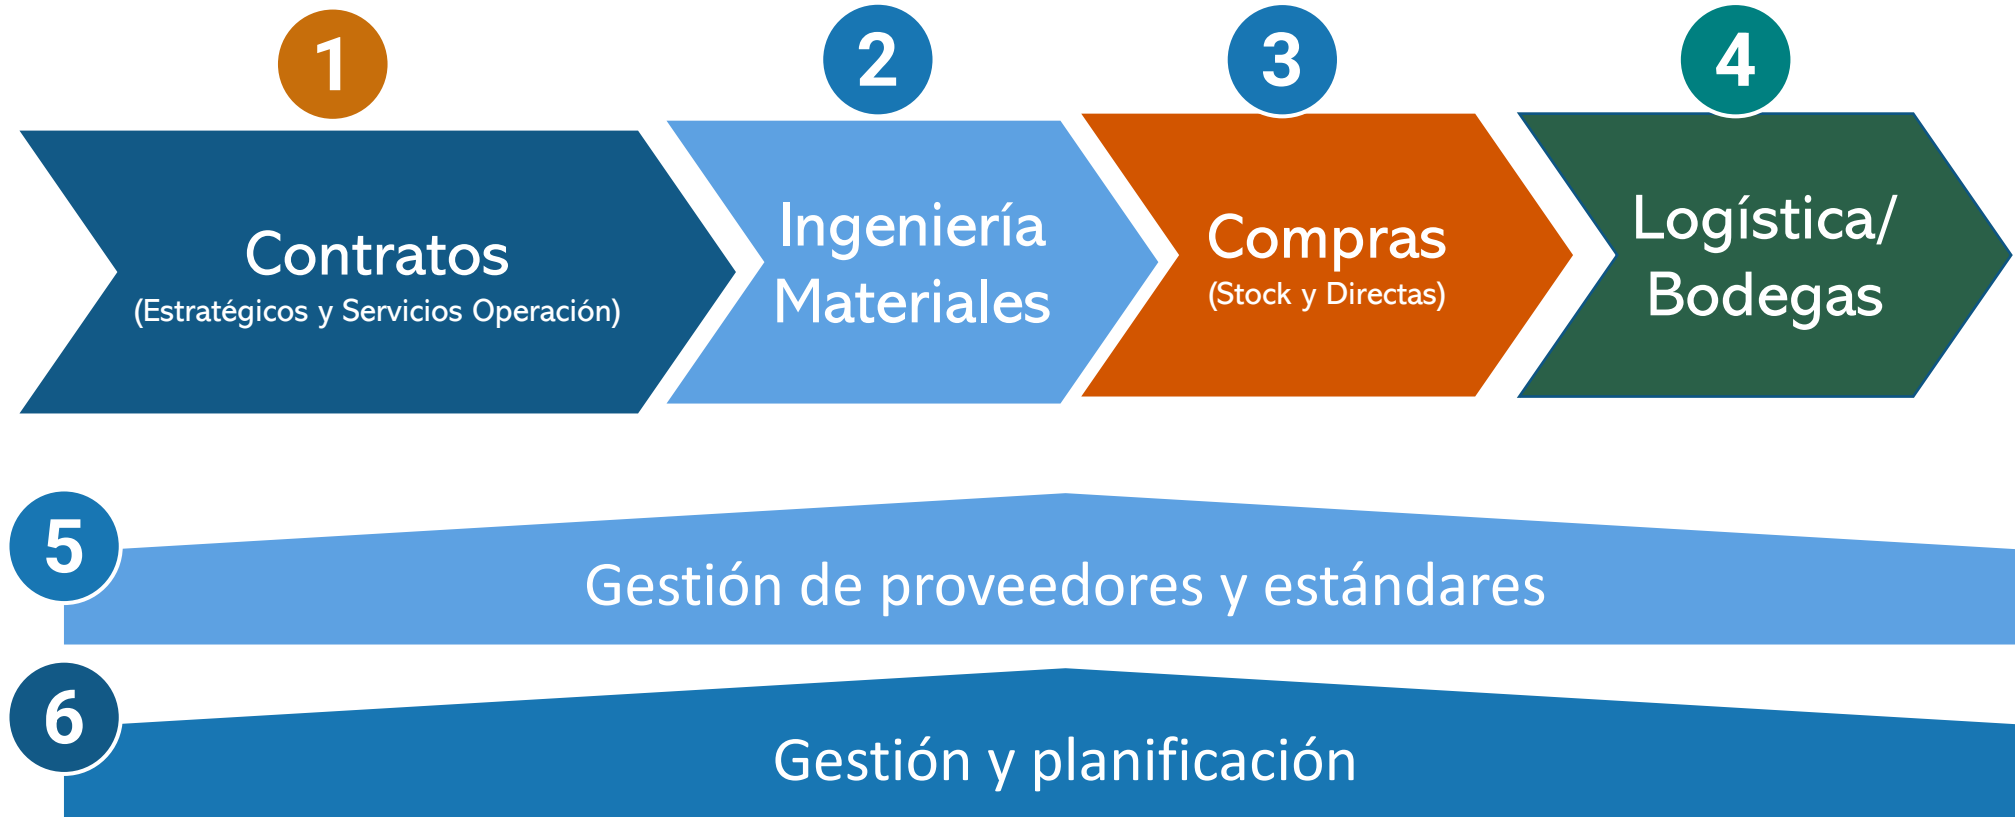 1
Contratos
(Estratégicos y Servicios Operación)
2
Ingeniería
Materiales
3
Compras
(Stock y Directas)
4
Logística/
Bodegas
5
Gestión de proveedores y estándares
6
Gestión y planificación